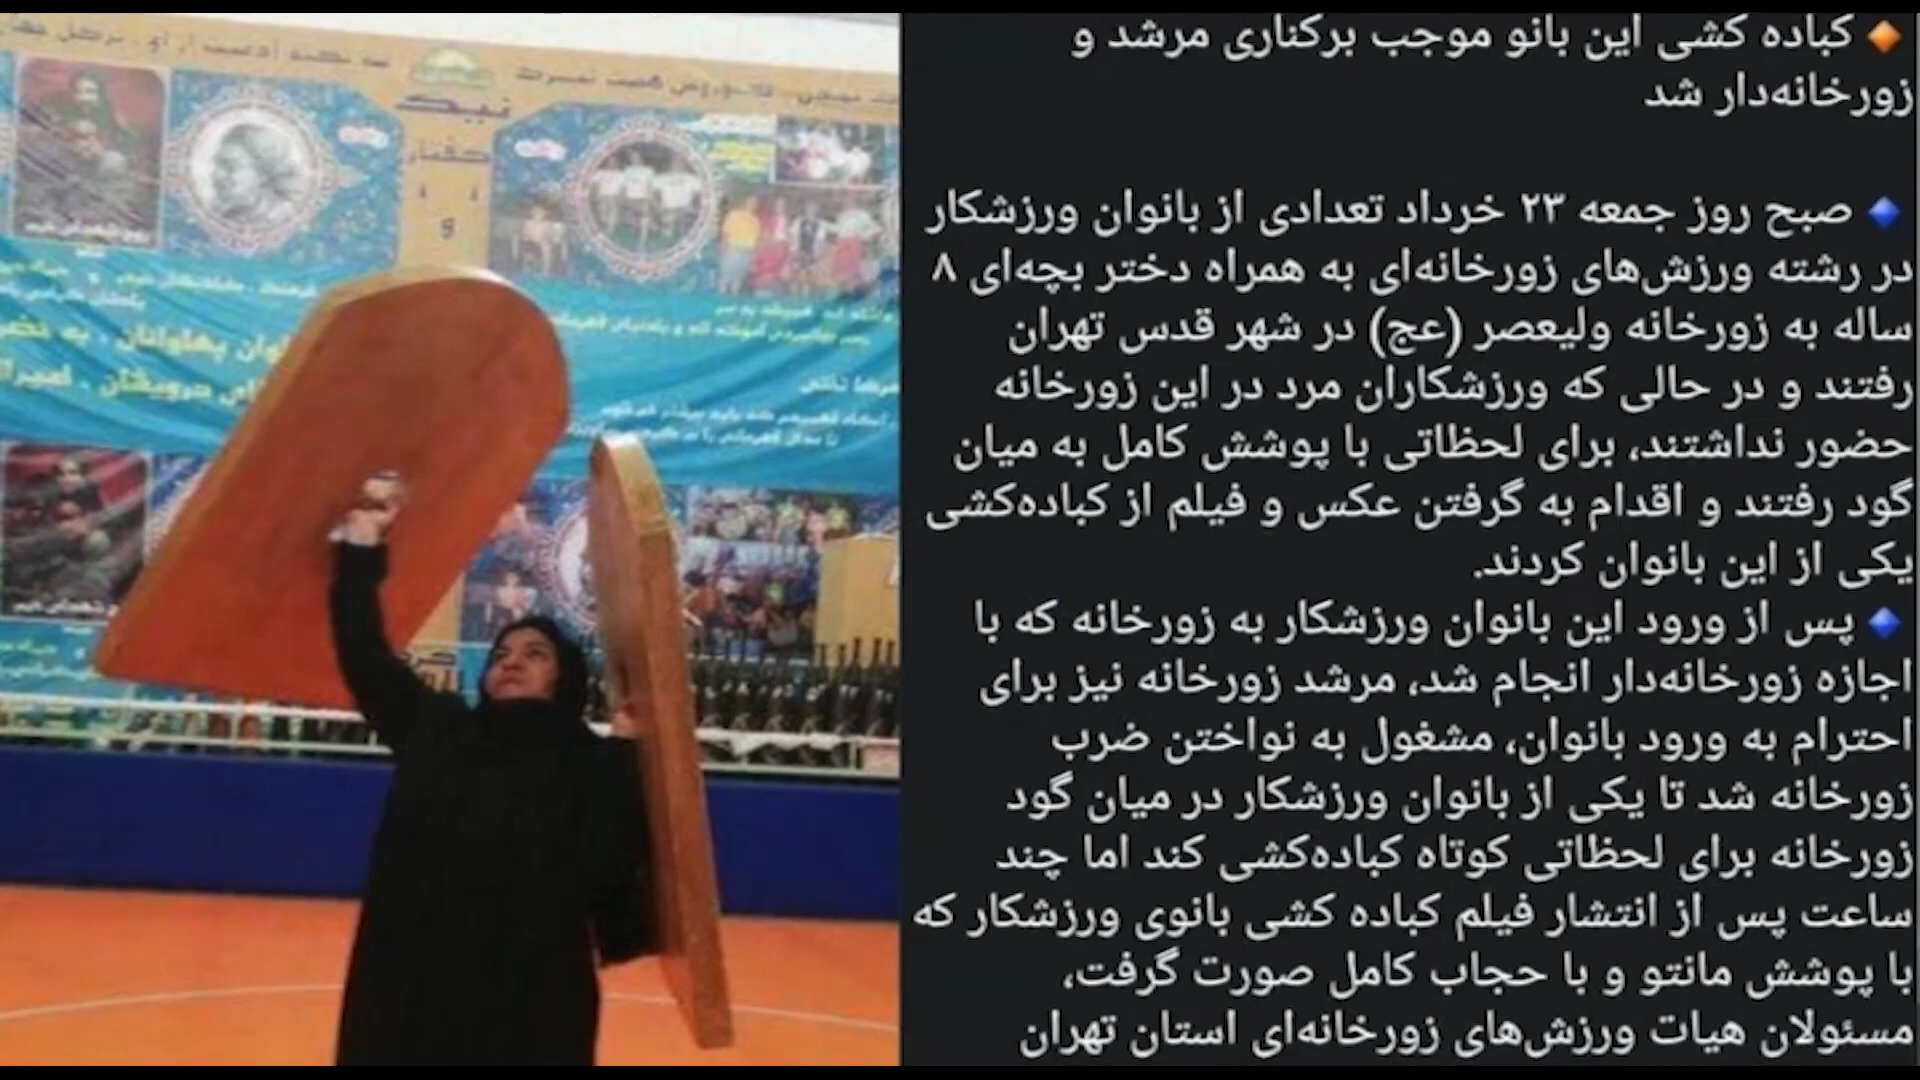 کباده کشی این بانو موجب برکناری مرشد و
زورخانه‌دار شد
صبح روز جمعه ۲۳ خرداد تعدادی از بانوان ورزشکار
در رشته ورزش‌های زورخانه‌ای به همراه دختر بچه‌ای ۸
ساله به زورخانه ولیعصر (عج) در شهر قدس تهران
رفتند و در حالی که ورزشکاران مرد در این زورخانه
حضور نداشتند، برای لحظاتی با پوشش کامل به میان
گود رفتند و اقدام به گرفتن عکس و فیلم از کباده‌کشی
یکی از این بانوان کردند.
پس از ورود این بانوان ورزشکار به زورخانه که با
اجازه زورخانه‌دار انجام شد، مرشد زورخانه نیز برای
احترام به ورود بانوان، مشغول به نواختن ضرب
زورخانه شد تا یکی از بانوان ورزشکار در میان گود
زورخانه برای لحظاتی کوتاه کباده‌کشی کند اما چند
ساعت پس از انتشار فیلم کباده کشی بانوی ورزشکار که
با پوشش مانتو و با حجاب کامل صورت گرفت،
مسئولان هیات ورزش‌های زورخانه‌ای استان تهران
نیک
گفتار
و